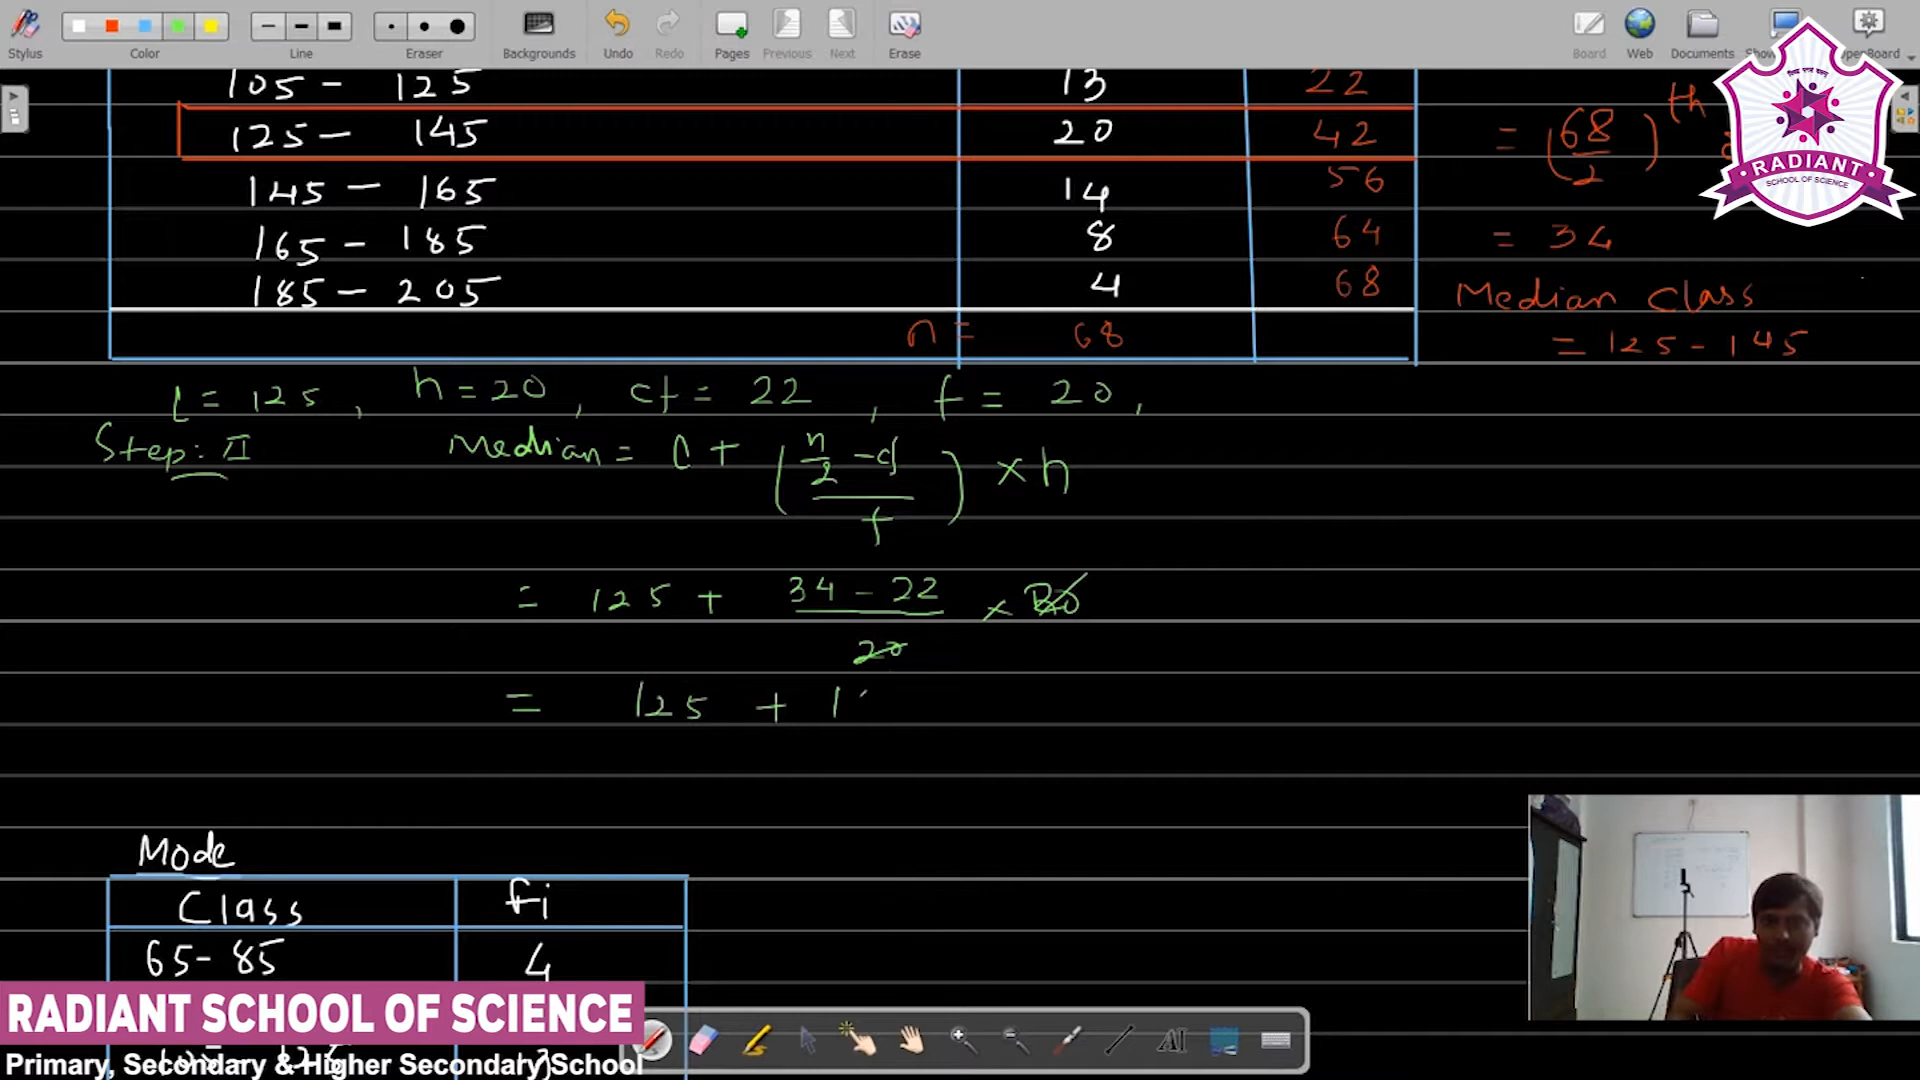 Stylus Color Line Eraser Backgrounds Undo Redo Pages Previous Next Erase Board Web Documents
105 - 125 13 22
125 - 145 20 42
145 - 165 14 56
165 - 185 8 64
185 - 205 4 68
n = 68
= (68/2) th
= 34
Median Class
= 125 - 145
RADIANT
SCHOOL OF SCIENCE
l = 125 , h = 20 , cf = 22 , f = 20 ,
Step: II Median = l + (n/2 - cf / f) × h
= 125 + 34 - 22 / 20 × 20
= 125 + 1
Mode
Class fi
65 - 85 4
RADIANT SCHOOL OF SCIENCE
Primary, Secondary & Higher Secondary School